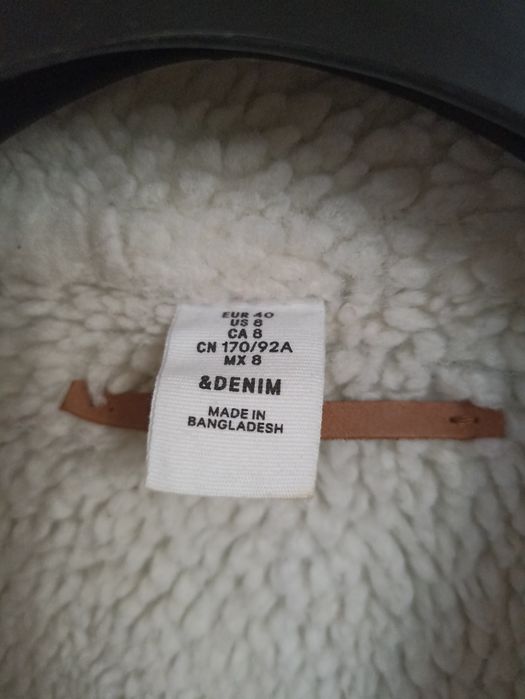 EUR 40
US 8
CA 8
CN 170/92A
MX 8
&DENIM
MADE IN
BANGLADESH